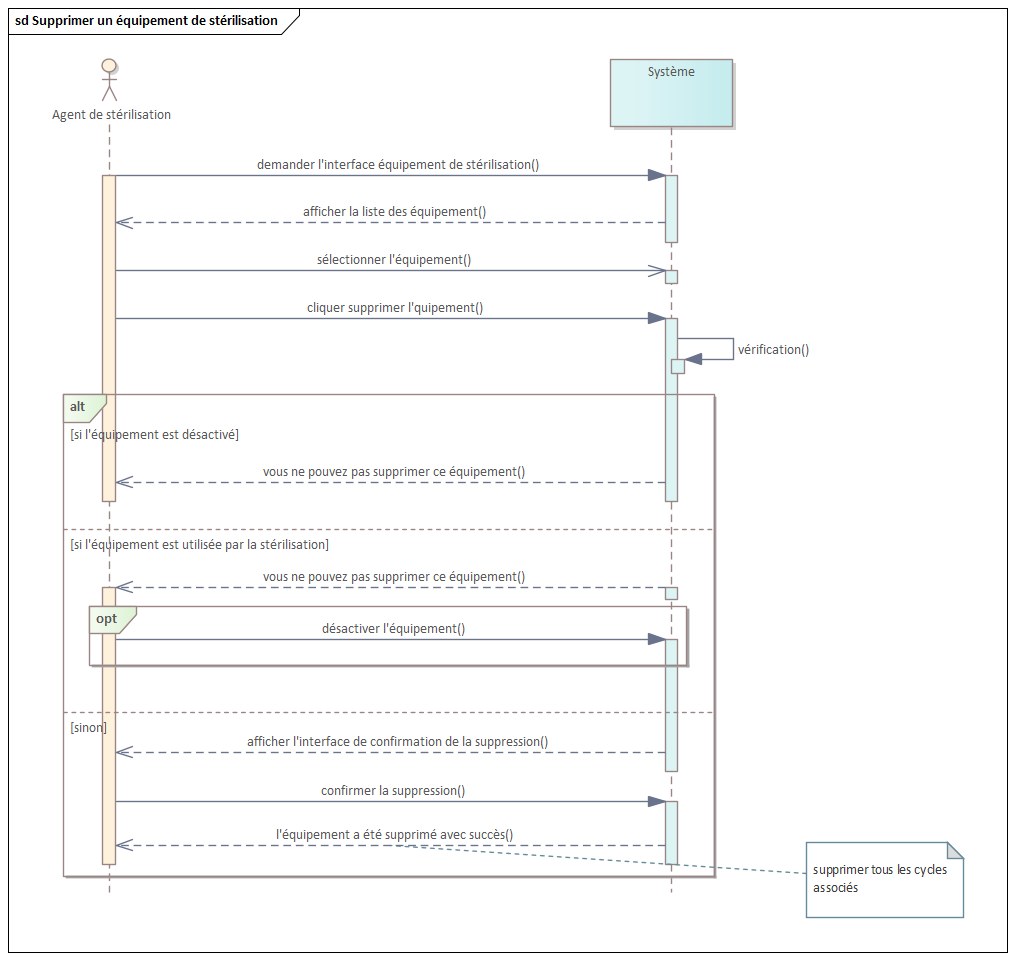 sd Supprimer un équipement de stérilisation
Agent de stérilisation
Système
demander l'interface équipement de stérilisation()
afficher la liste des équipement()
sélectionner l'équipement()
cliquer supprimer l'quipement()
vérification()
alt
[si l'équipement est désactivé]
vous ne pouvez pas supprimer ce équipement()
[si l'équipement est utilisée par la stérilisation]
vous ne pouvez pas supprimer ce équipement()
opt
désactiver l'équipement()
[sinon]
afficher l'interface de confirmation de la suppression()
confirmer la suppression()
l'équipement a été supprimé avec succès()
supprimer tous les cycles
associés